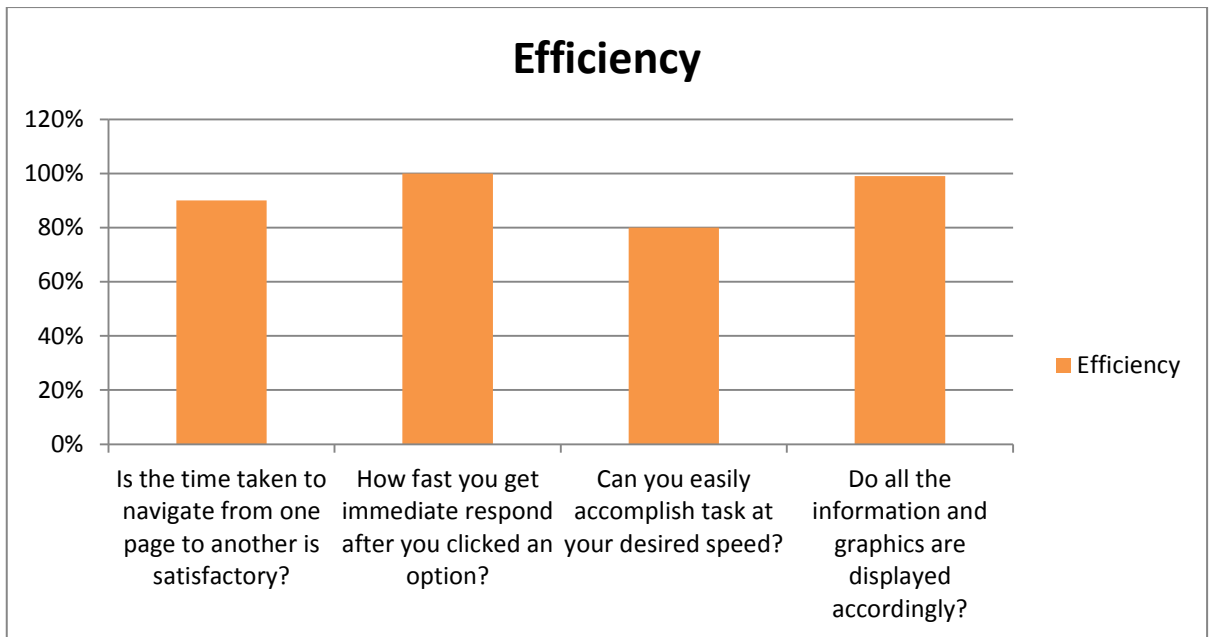 Efficiency
120%
100%
80%
60%
40%
20%
0%
Is the time taken to
navigate from one
page to another is
satisfactory?
How fast you get
immediate respond
after you clicked an
option?
Can you easily
accomplish task at
your desired speed?
Do all the
information and
graphics are
displayed
accordingly?
Efficiency